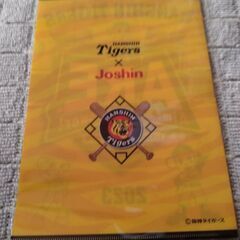 HANSHIN
Tigers
×
Joshin
HANSHIN
Tigers
2023
©阪神タイガース